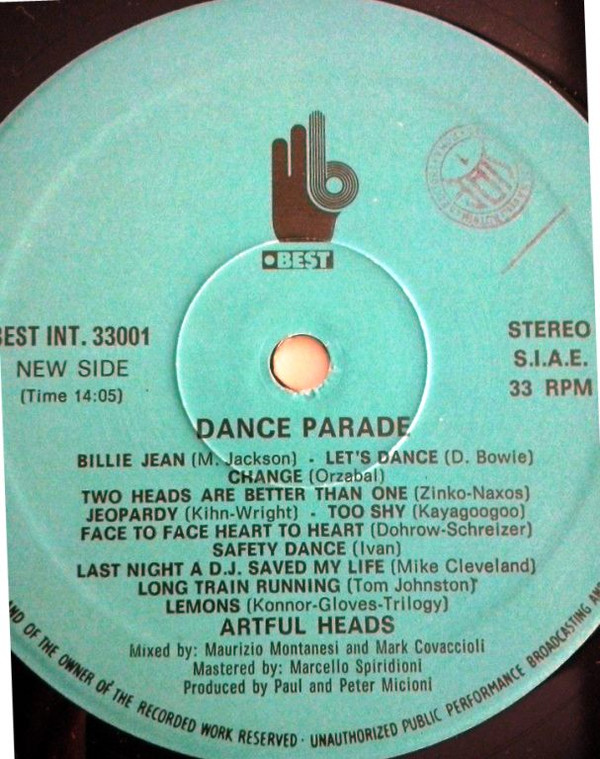 BEST
BEST INT. 33001
NEW SIDE
(Time 14:05)
STEREO
S.I.A.E.
33 RPM
DANCE PARADE
BILLIE JEAN (M. Jackson) - LET'S DANCE (D. Bowie)
CHANGE (Orzabal)
TWO HEADS ARE BETTER THAN ONE (Zinko-Naxos)
JEOPARDY (Kihn-Wright) - TOO SHY (Kayagoogoo)
FACE TO FACE HEART TO HEART (Dohrow-Schreizer)
SAFETY DANCE (Ivan)
LAST NIGHT A D.J. SAVED MY LIFE (Mike Cleveland)
LONG TRAIN RUNNING (Tom Johnston)
LEMONS (Konnor-Gloves-Trilogy)
ARTFUL HEADS
Mixed by: Maurizio Montanesi and Mark Covaccioli
Mastered by: Marcello Spiridioni
Produced by Paul and Peter Micioni
AND OF THE OWNER OF THE RECORDED WORK RESERVED · UNAUTHORIZED PUBLIC PERFORMANCE BROADCASTING AND